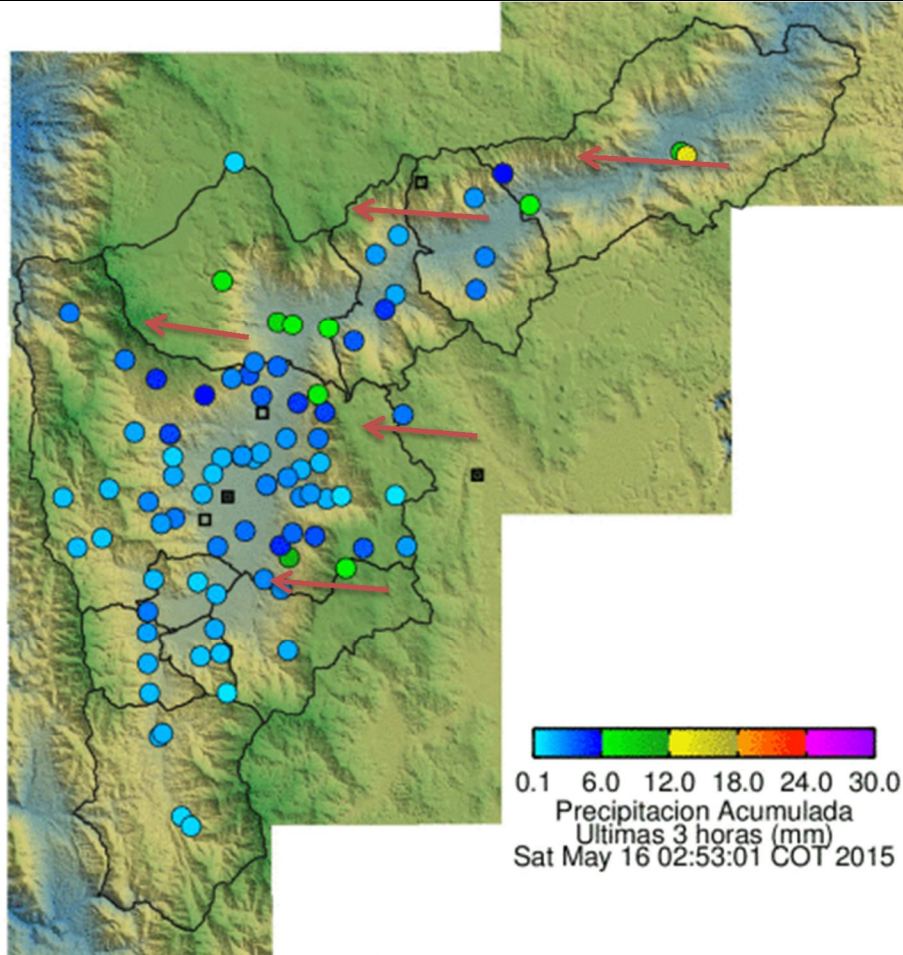 0.1 6.0 12.0 18.0 24.0 30.0
Precipitacion Acumulada
Ultimas 3 horas (mm)
Sat May 16 02:53:01 COT 2015